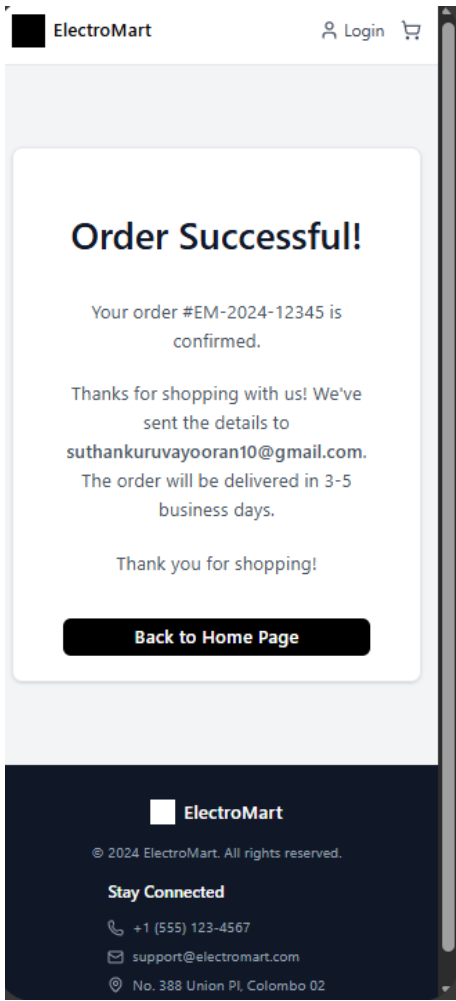 ElectroMart
Login
Order Successful!
Your order #EM-2024-12345 is
confirmed.
Thanks for shopping with us! We've
sent the details to
suthankuruvayooran10@gmail.com.
The order will be delivered in 3-5
business days.
Thank you for shopping!
Back to Home Page
ElectroMart
© 2024 ElectroMart. All rights reserved.
Stay Connected
+1 (555) 123-4567
support@electromart.com
No. 388 Union Pl, Colombo 02